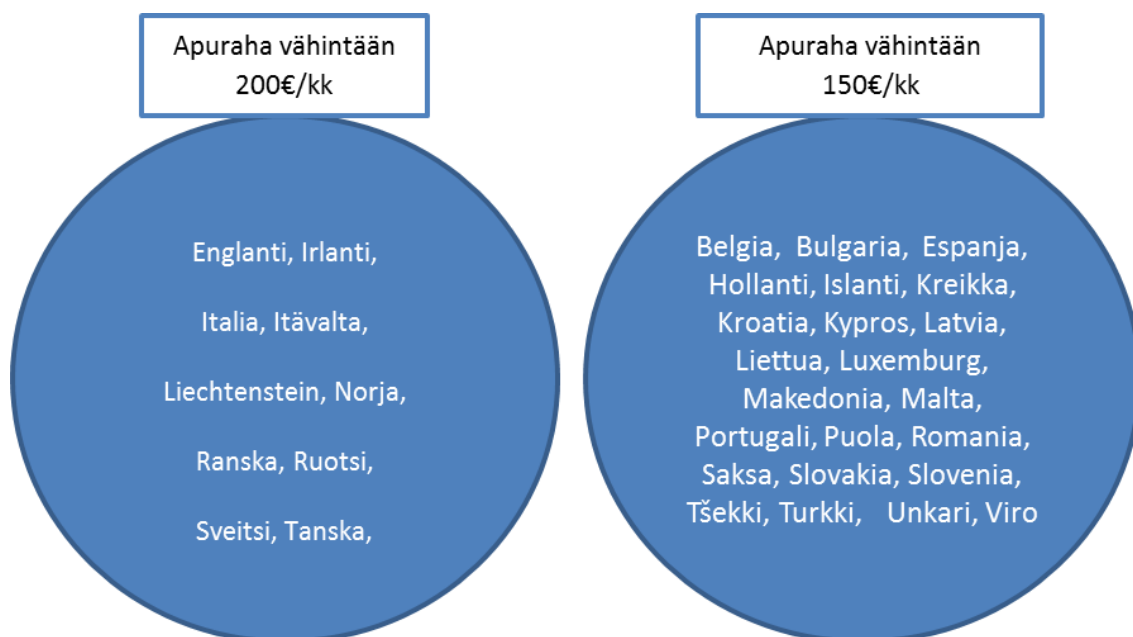 Apuraha vähintään
200€/kk
Englanti, Irlanti,
Italia, Itävalta,
Liechtenstein, Norja,
Ranska, Ruotsi,
Sveitsi, Tanska,
Apuraha vähintään
150€/kk
Belgia, Bulgaria, Espanja,
Hollanti, Islanti, Kreikka,
Kroatia, Kypros, Latvia,
Liettua, Luxemburg,
Makedonia, Malta,
Portugali, Puola, Romania,
Saksa, Slovakia, Slovenia,
Tšekki, Turkki, Unkari, Viro